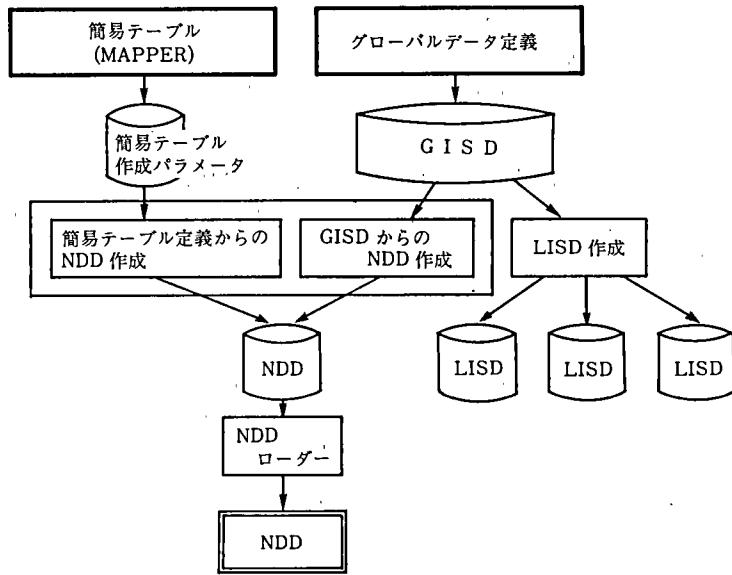 簡易テーブル
(MAPPER)
グローバルデータ定義
簡易テーブル
作成パラメータ
GISD
簡易テーブル定義からの
NDD 作成
GISD からの
NDD 作成
LISD 作成
NDD
LISD
LISD
LISD
NDD
ローダー
NDD